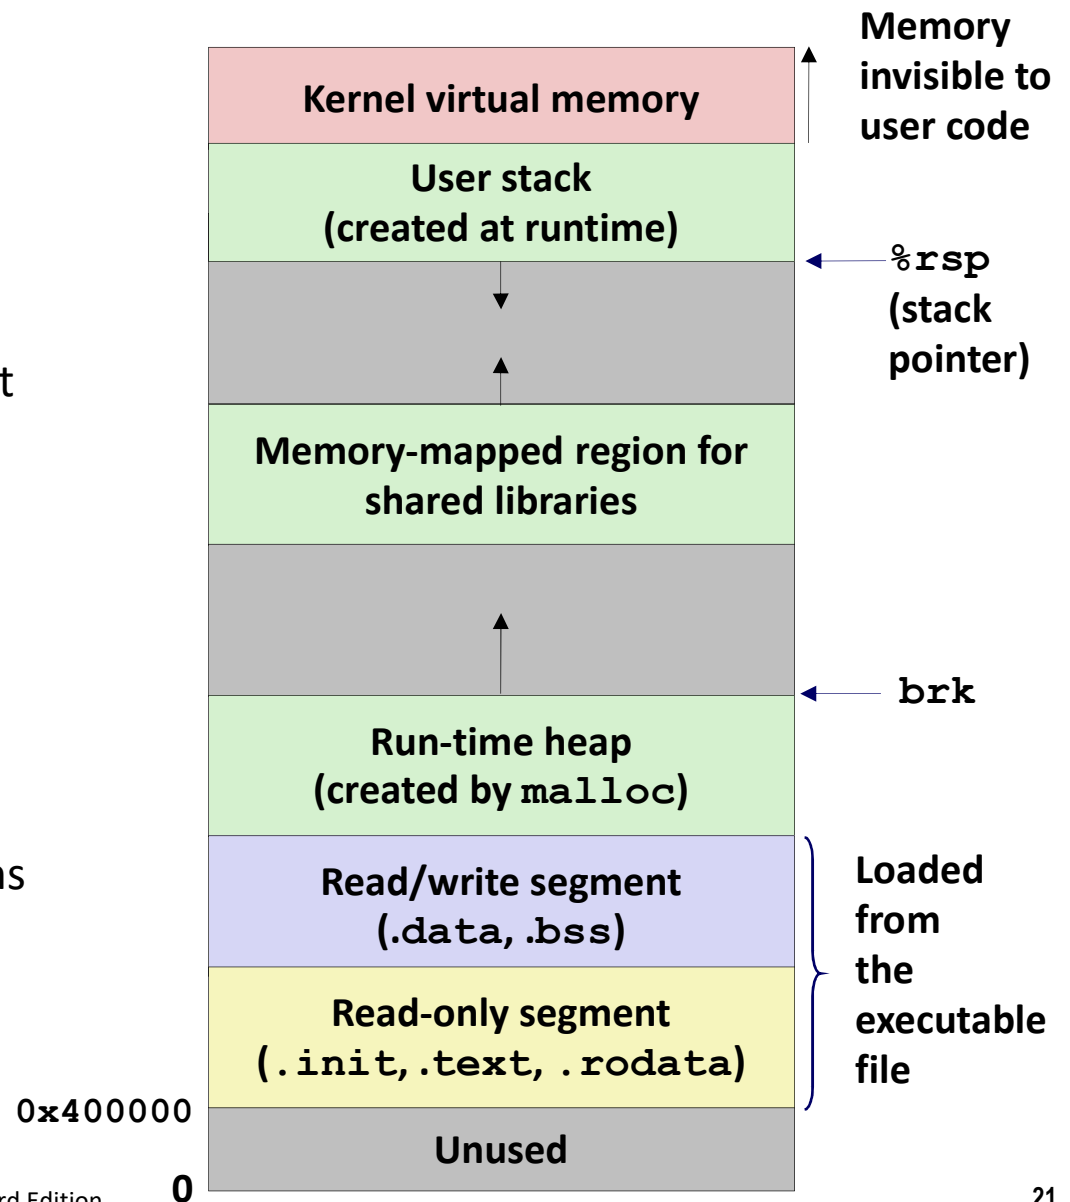 Memory
invisible to
user code
Kernel virtual memory
User stack
(created at runtime)
%rsp
(stack
pointer)
t
Memory-mapped region for
shared libraries
brk
Run-time heap
(created by malloc)
ns
Read/write segment
(.data, .bss)
Loaded
from
the
executable
file
Read-only segment
(.init, .text, .rodata)
0x400000
Unused
0
rd Edition
21